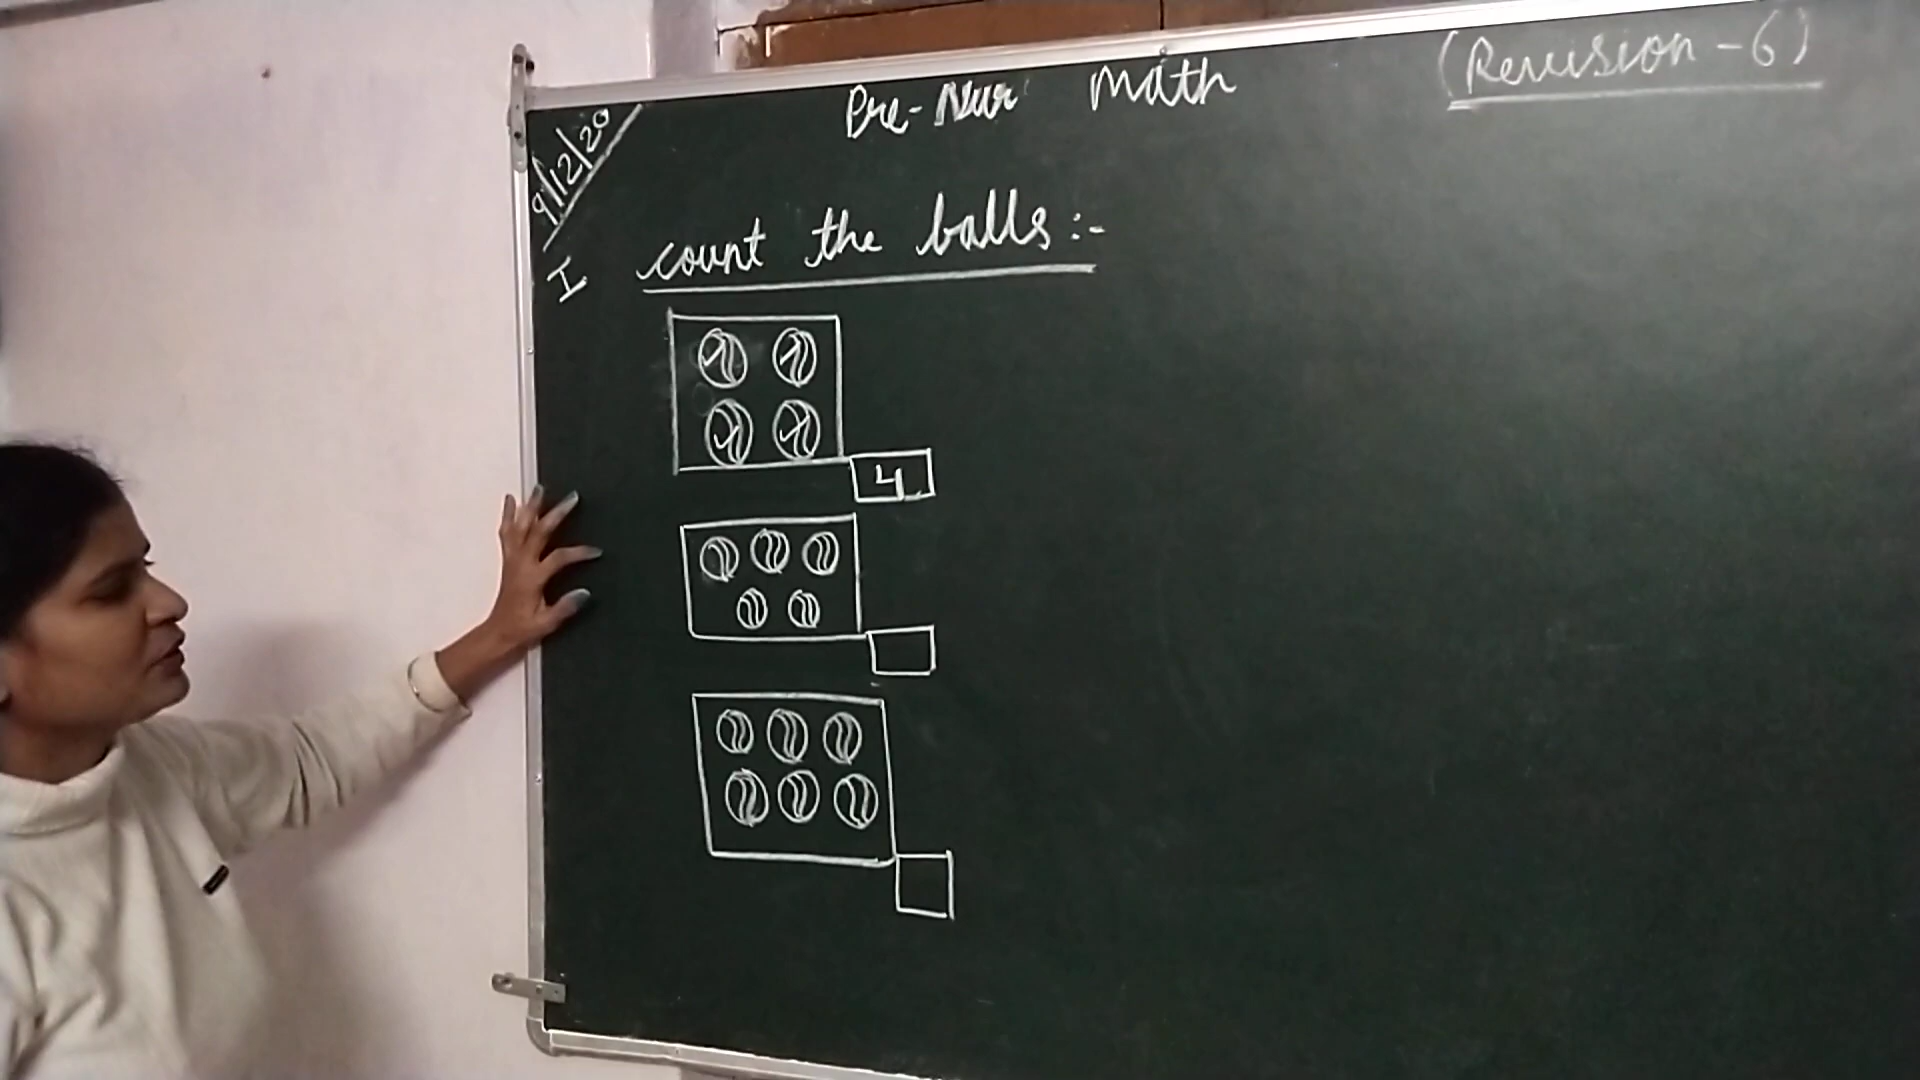 Pre-Nur Math (Revision-6)
9/12/20
I count the balls:-
4